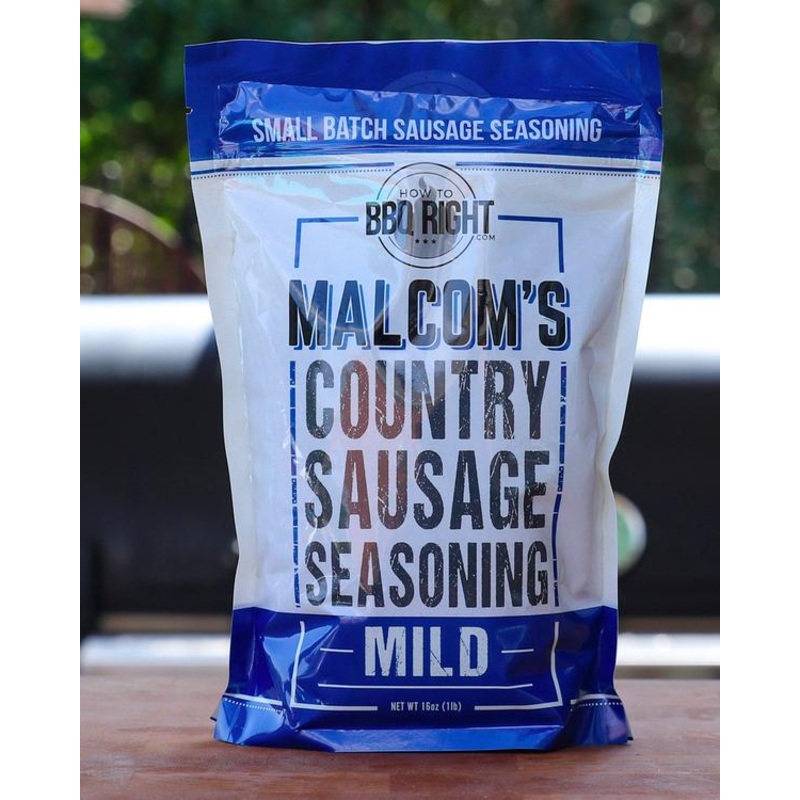 SMALL BATCH SAUSAGE SEASONING
HOW TO
BBQ RIGHT
.COM
MALCOM'S
COUNTRY
SAUSAGE
SEASONING
MILD
NET WT 16oz (1lb)